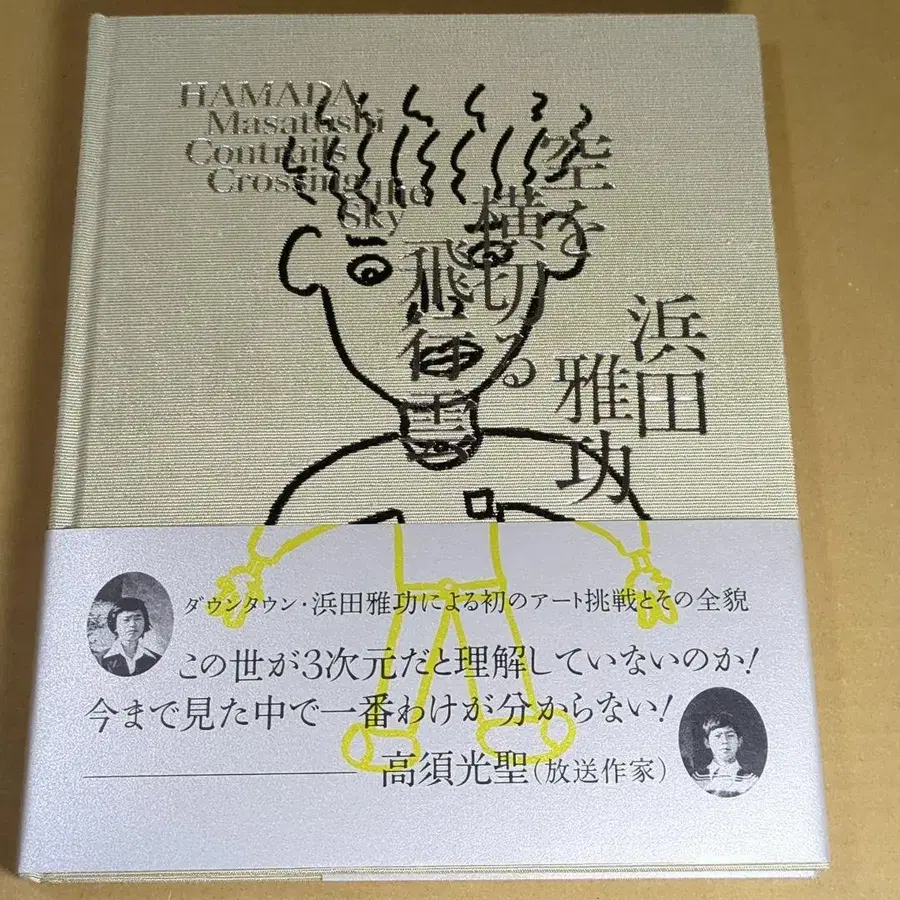 HAMADA
Masatoshi
Contrails
Crossing the
Sky
空を
横切る
飛行雲
浜田
雅功
ダウンタウン・浜田雅功による初のアート挑戦とその全貌
この世が3次元だと理解していないのか!
今まで見た中で一番わけが分からない!
高須光聖(放送作家)